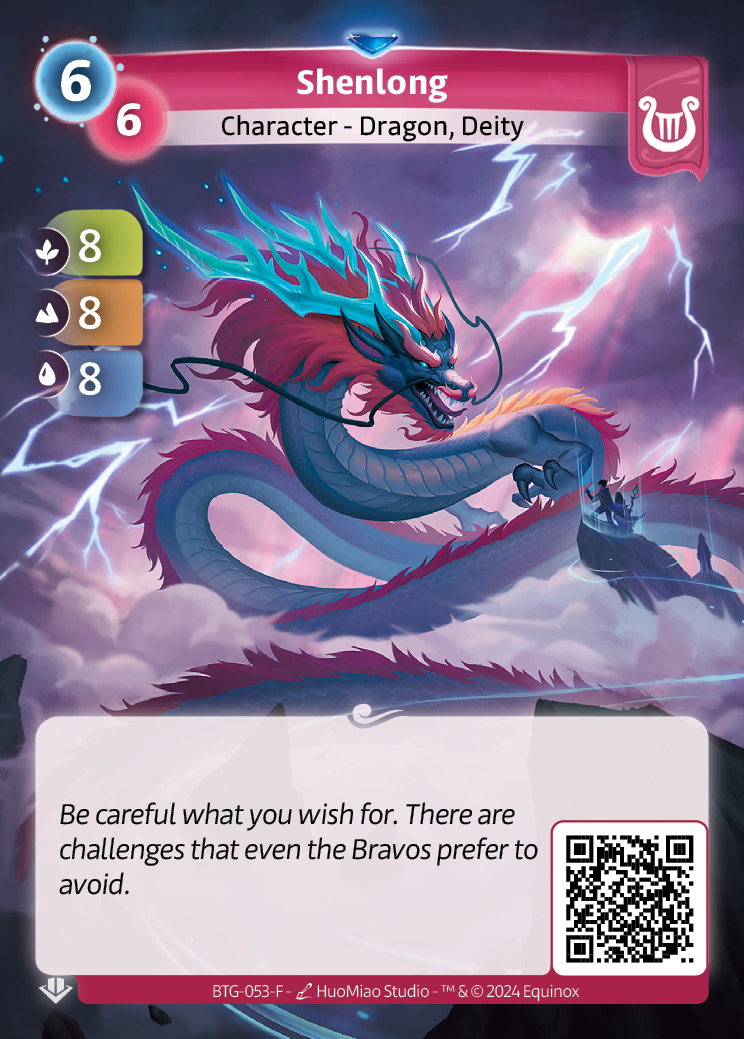 6
Shenlong
6
Character - Dragon, Deity
8
8
8
Be careful what you wish for. There are
challenges that even the Bravos prefer to
avoid.
BTG-053-F - HuoMiao Studio - ™ & © 2024 Equinox